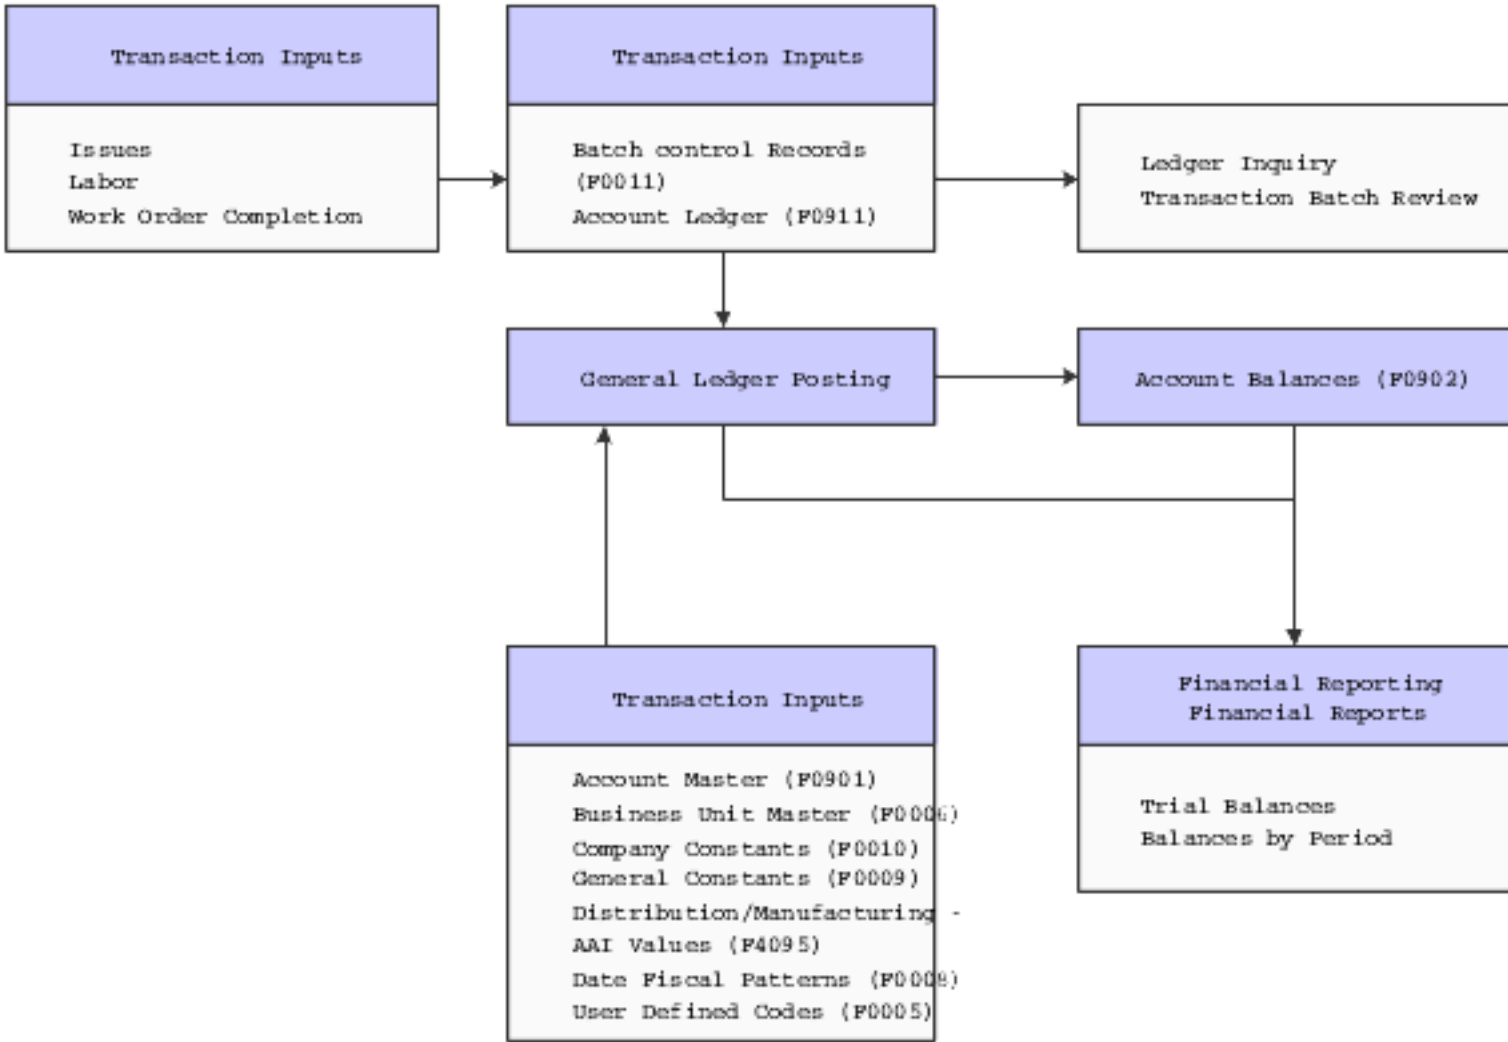 Transaction Inputs
Issues
Labor
Work Order Completion
Transaction Inputs
Batch control Records
(F0011)
Account Ledger (F0911)
Ledger Inquiry
Transaction Batch Review
General Ledger Posting
Account Balances (F0902)
Transaction Inputs
Account Master (F0901)
Business Unit Master (F0006)
Company Constants (F0010)
General Constants (F0009)
Distribution/Manufacturing -
AAI Values (F4095)
Date Fiscal Patterns (F0008)
User Defined Codes (F0005)
Financial Reporting
Financial Reports
Trial Balances
Balances by Period